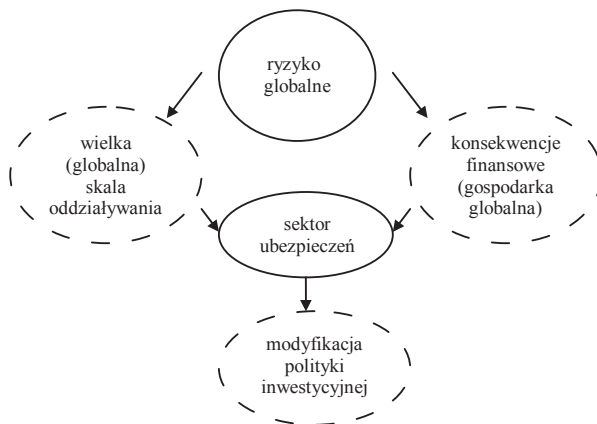 ryzyko
globalne
wielka
(globalna)
skala
oddziaływania
konsekwencje
finansowe
(gospodarka
globalna)
sektor
ubezpieczeń
modyfikacja
polityki
inwestycyjnej